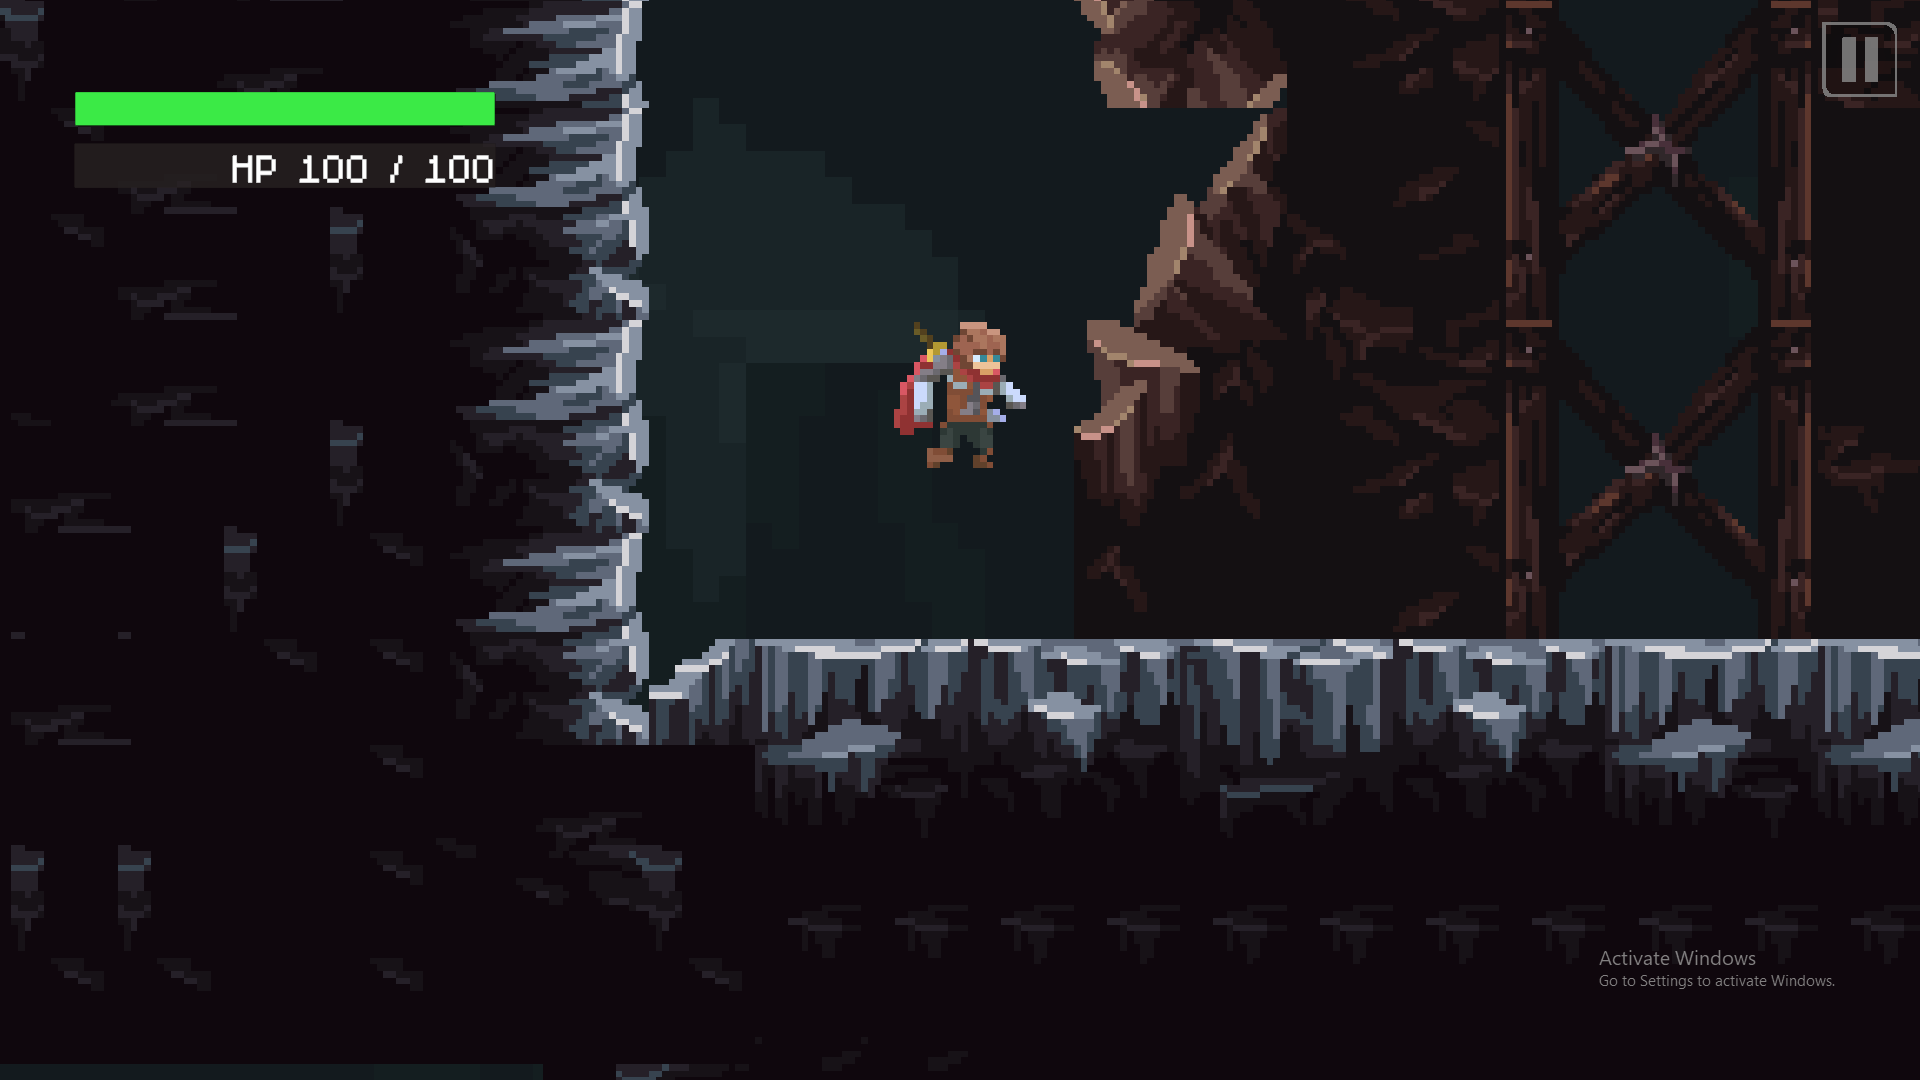 HP 100 / 100
Activate Windows
Go to Settings to activate Windows.